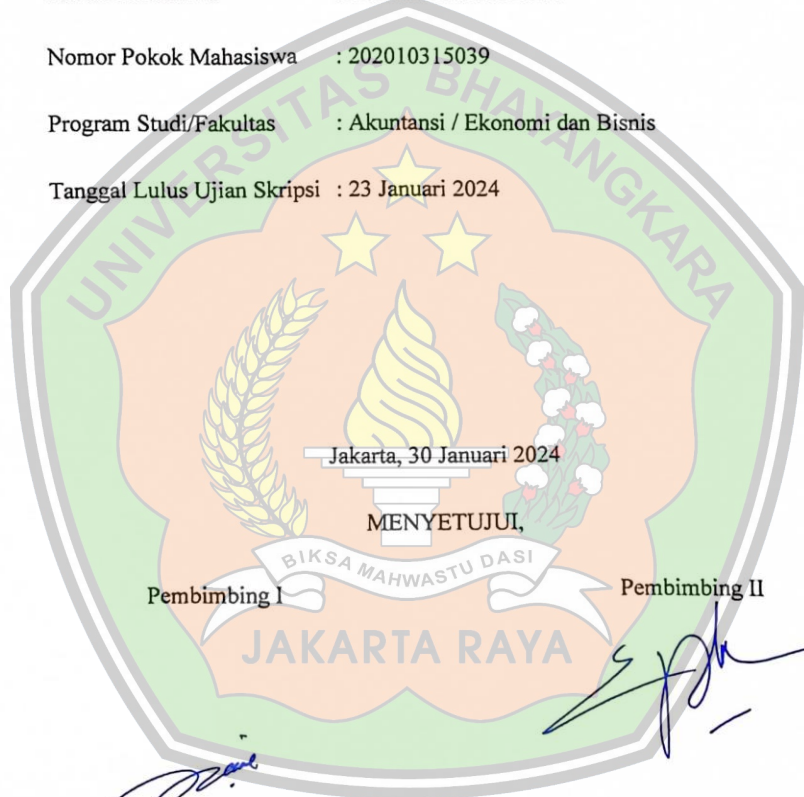 Nomor Pokok Mahasiswa : 202010315039
Program Studi/Fakultas : Akuntansi / Ekonomi dan Bisnis
Tanggal Lulus Ujian Skripsi : 23 Januari 2024
UNIVERSITAS BHAYANGKARA
Jakarta, 30 Januari 2024
MENYETUJUI,
BIKSA MAHWASTU DASI
Pembimbing I Pembimbing II
JAKARTA RAYA